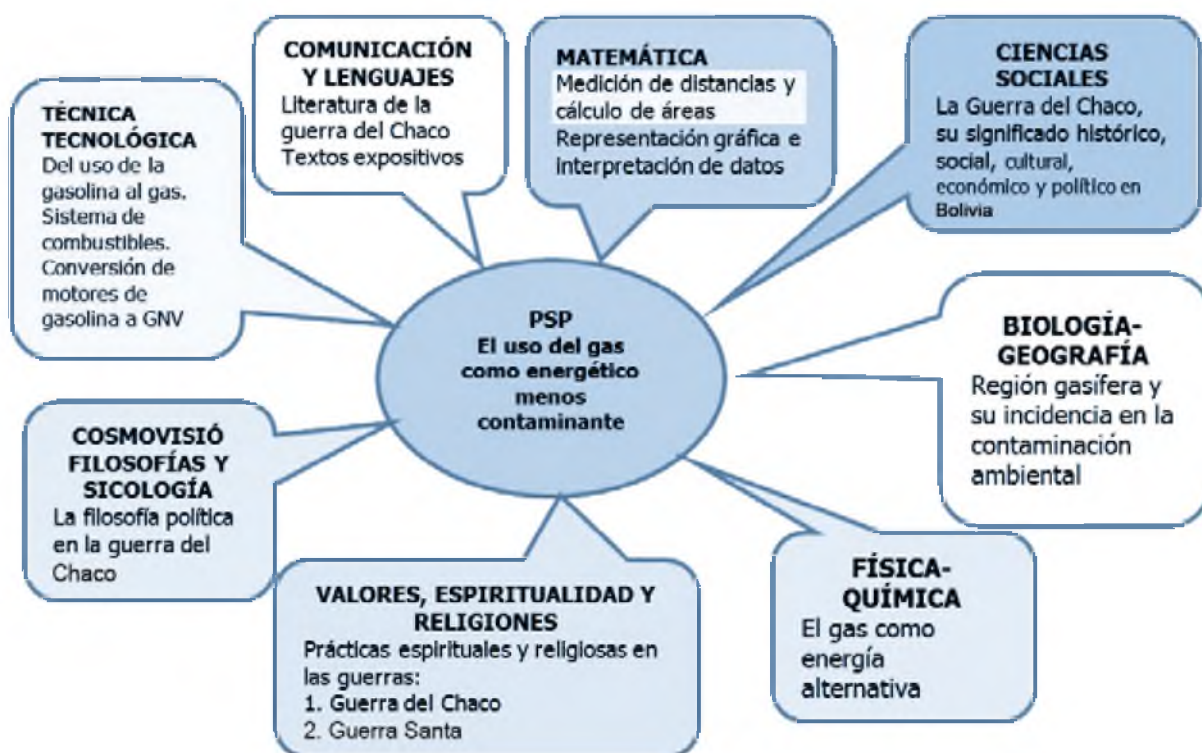 COMUNICACIÓN
Y LENGUAJES
Literatura de la
guerra del Chaco
Textos expositivos
MATEMÁTICA
Medición de distancias y
cálculo de áreas
Representación gráfica e
interpretación de datos
CIENCIAS
SOCIALES
La Guerra del Chaco,
su significado histórico,
social, cultural,
económico y político en
Bolivia
TÉCNICA
TECNOLÓGICA
Del uso de la
gasolina al gas.
Sistema de
combustibles.
Conversión de
motores de
gasolina a GNV
PSP
El uso del gas
como energético
menos
contaminante
BIOLOGÍA-
GEOGRAFÍA
Región gasífera y
su incidencia en la
contaminación
ambiental
COSMOVISIÓ
FILOSOFÍAS Y
SICOLOGÍA
La filosofía política
en la guerra del
Chaco
VALORES, ESPIRITUALIDAD Y
RELIGIONES
Prácticas espirituales y religiosas en
las guerras:
1. Guerra del Chaco
2. Guerra Santa
FÍSICA-
QUÍMICA
El gas como
energía
alternativa